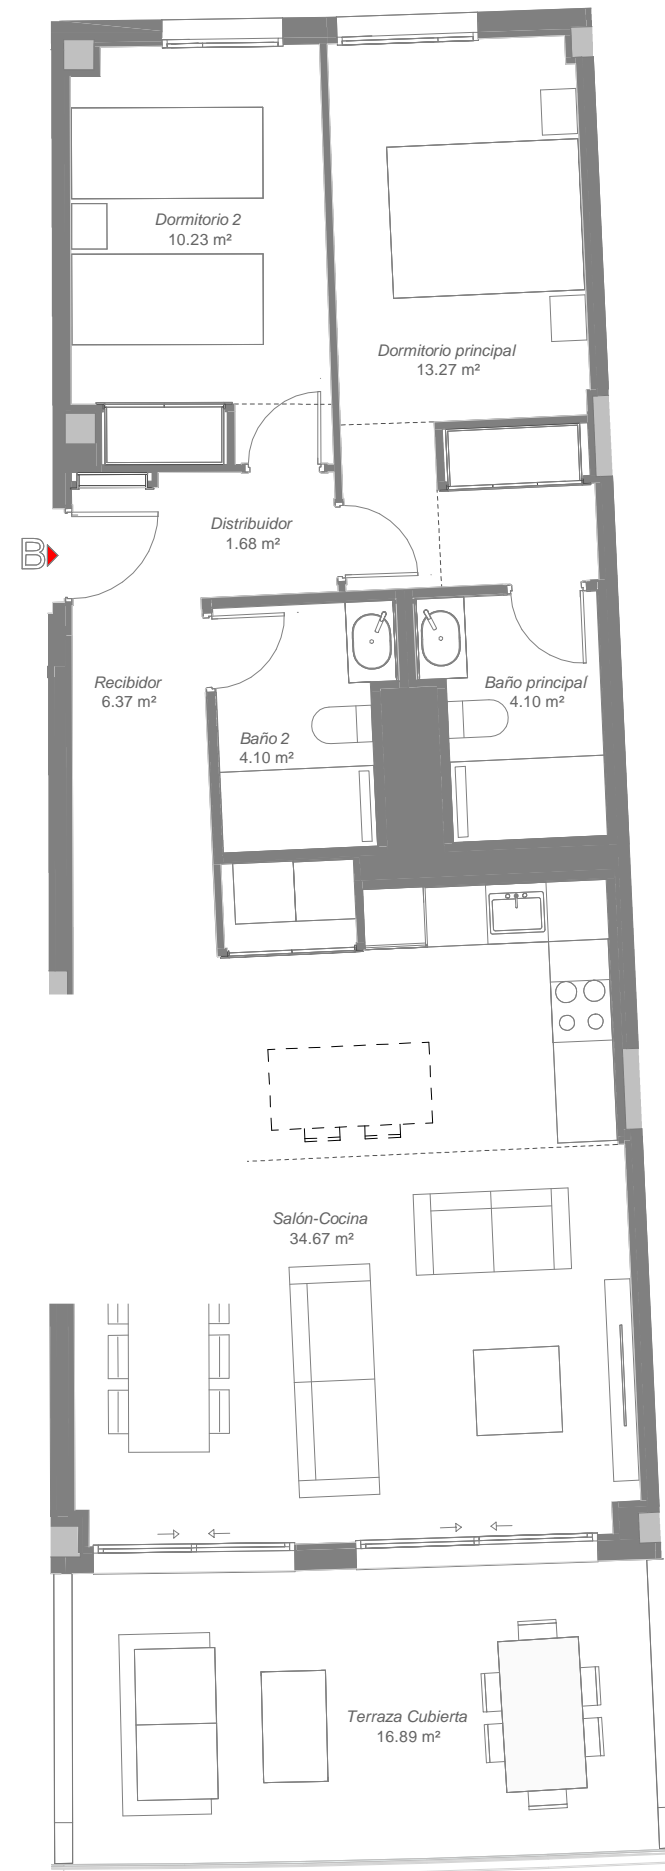 Dormitorio 2
10.23 m²
Dormitorio principal
13.27 m²
Distribuidor
1.68 m²
B
Recibidor
6.37 m²
Baño principal
4.10 m²
Baño 2
4.10 m²
Salón-Cocina
34.67 m²
Terraza Cubierta
16.89 m²